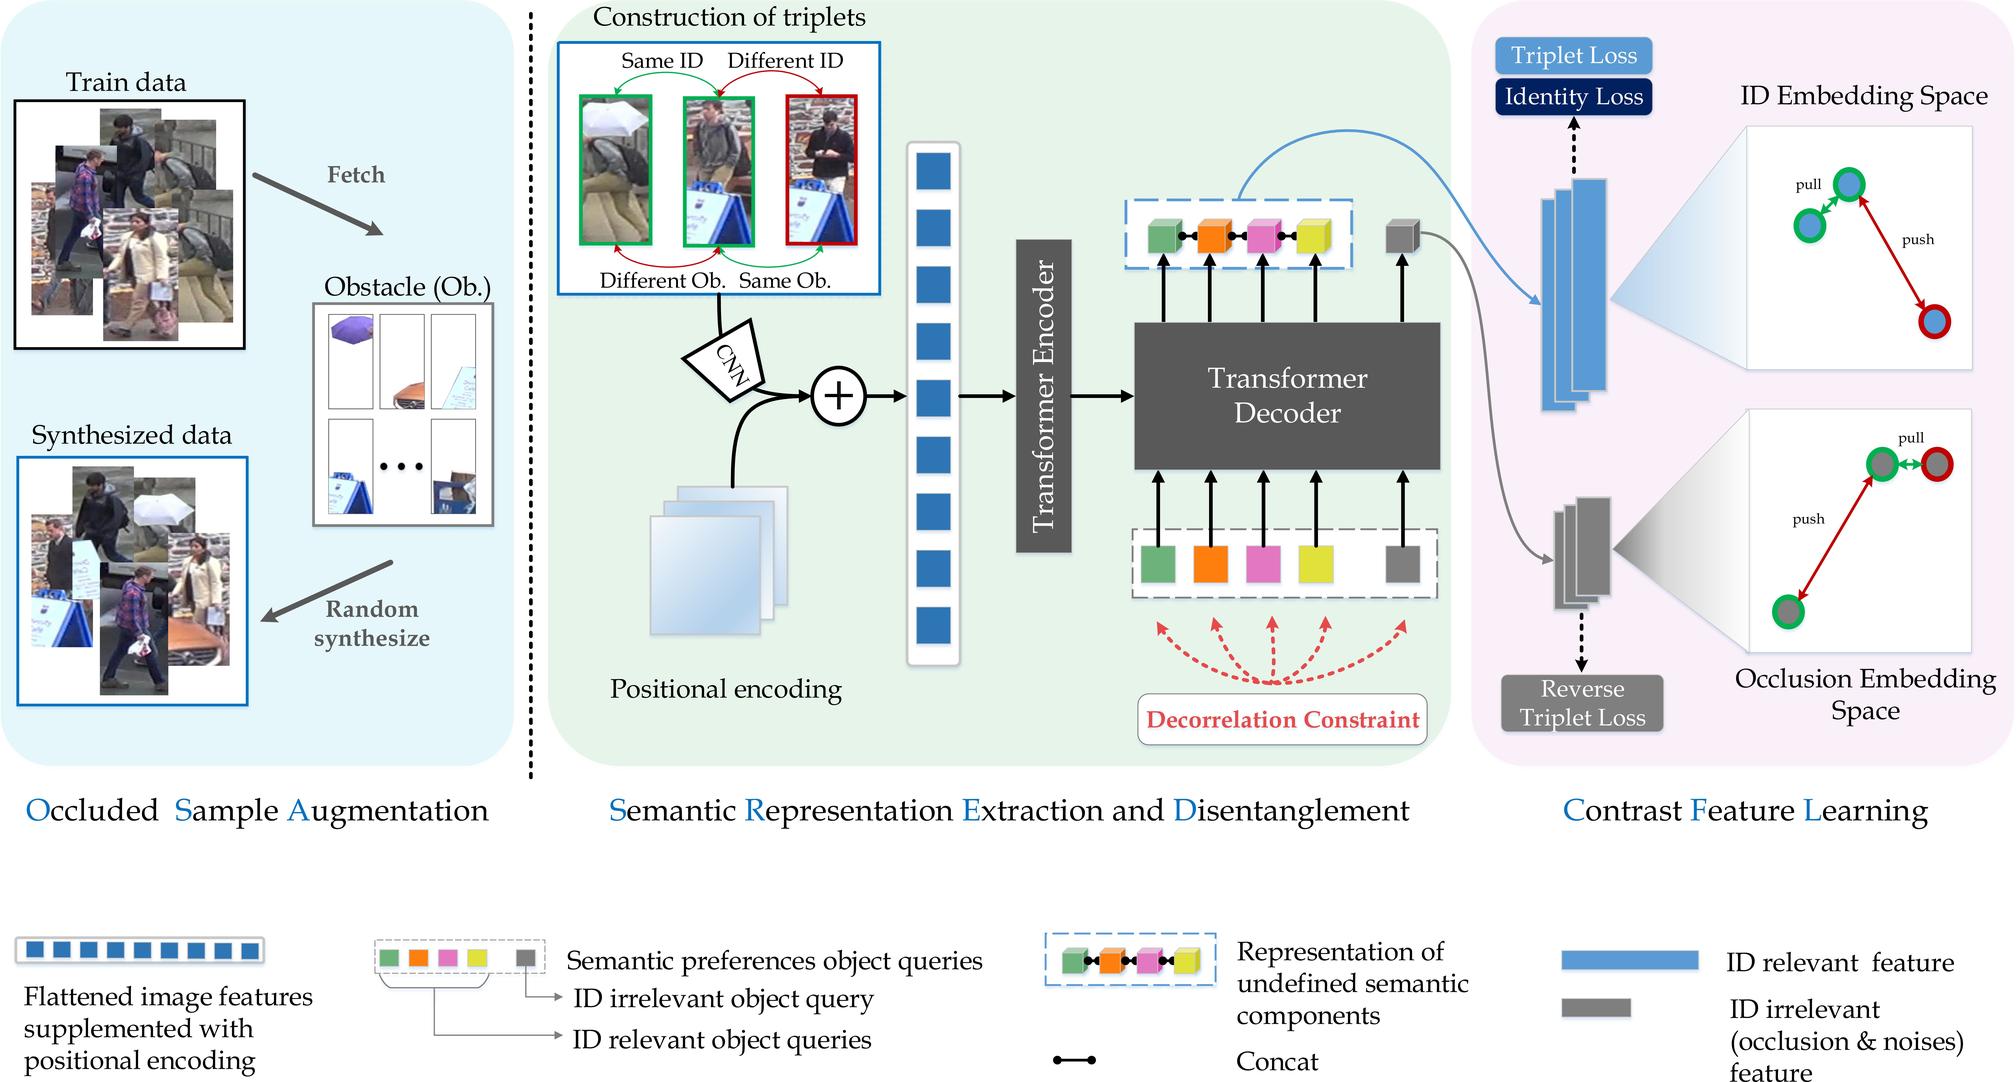 Train data
Fetch
Obstacle (Ob.)
Synthesized data
Random
synthesize
Occluded Sample Augmentation
Construction of triplets
Same ID
Different ID
Different Ob.
Same Ob.
CNN
Positional encoding
Transformer Encoder
Transformer
Decoder
Decorrelation Constraint
Semantic Representation Extraction and Disentanglement
Triplet Loss
Identity Loss
ID Embedding Space
pull
push
pull
push
Reverse
Triplet Loss
Occlusion Embedding
Space
Contrast Feature Learning
Flattened image features
supplemented with
positional encoding
Semantic preferences object queries
ID irrelevant object query
ID relevant object queries
Representation of
undefined semantic
components
Concat
ID relevant feature
ID irrelevant
(occlusion & noises)
feature